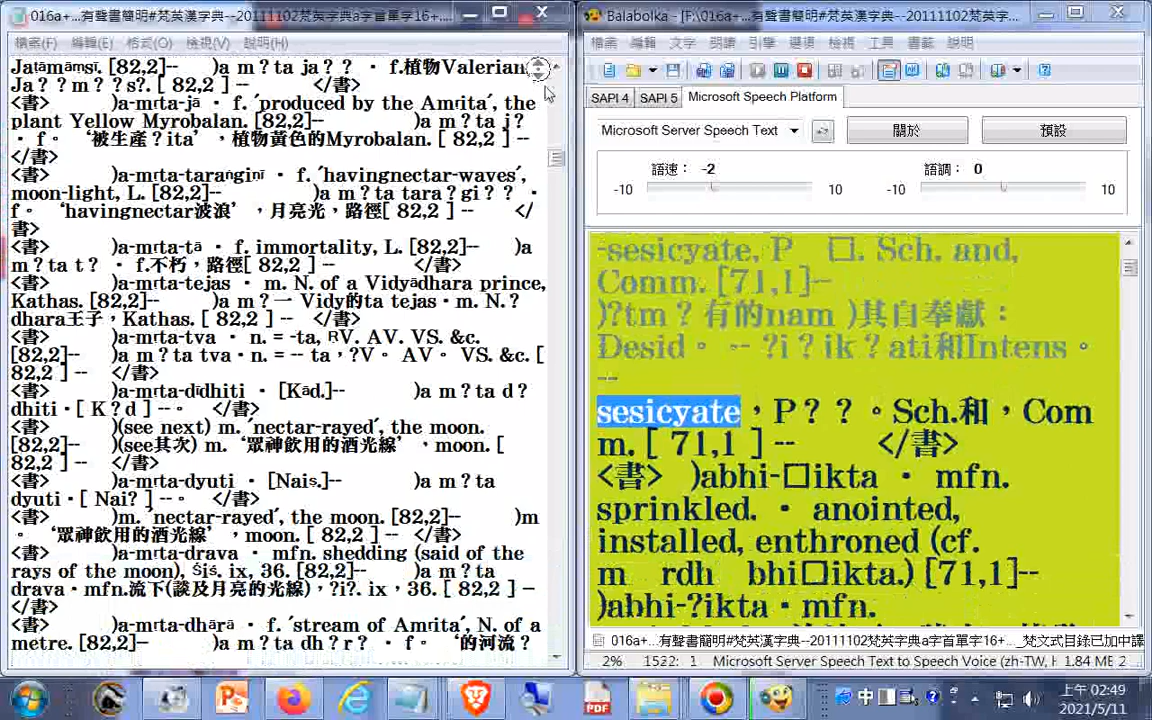 016a+...有聲書簡明#梵英漢字典--20111102梵英字典a字首單字16+...
檔案(F) 編輯(E) 格式(O) 檢視(V) 說明(H)
Jaṭāmāṃsī. [82,2]-- )a m ? ta ja ? ? • f.植物Valerian
Ja ? ? m ? ? s?. [ 82,2 ] -- </書>
<書> )a-mṛta-jā • f. 'produced by the Amṛita', the
plant Yellow Myrobalan. [82,2]-- )a m ? ta j?
• f。 ‘被生產？ita’，植物黃色的Myrobalan. [ 82,2 ] --
</書>
<書> )a-mṛta-taraṅgiṇī • f. 'havingnectar-waves',
moon-light, L. [82,2]-- )a m ? ta tara ? gi ? ? •
f。 ‘havingnectar波浪’，月亮光，路徑[ 82,2 ] -- </
書>
<書> )a-mṛta-tā • f. immortality, L. [82,2]-- )a
m ? ta t ? • f.不朽，路徑[ 82,2 ] -- </書>
<書> )a-mṛta-tejas • m. N. of a Vidyādhara prince,
Kathas. [82,2]-- )a m ? 一 Vidy的ta tejas • m. N. ?
dhara王子，Kathas. [ 82,2 ] -- </書>
<書> )a-mṛta-tva • n. = -ta, ṚV. AV. VS. &c.
[82,2]-- )a m ? ta tva • n. = -- ta，?V。 AV。 VS. &c. [
82,2 ] -- </書>
<書> )a-mṛta-dīdhiti • [Kād.]-- )a m ? ta d ?
dhiti • [ K ? d ] --。 </書>
<書> )(see next) m. 'nectar-rayed', the moon.
[82,2]-- )(see其次) m. ‘眾神飲用的酒光線’，moon. [
82,2 ] -- </書>
<書> )a-mṛta-dyuti • [Naiṣ.]-- )a m ? ta
dyuti • [ Nai? ] --。 </書>
<書> )m. 'nectar-rayed', the moon. [82,2]-- )m
。 ‘眾神飲用的酒光線’，moon. [ 82,2 ] -- </書>
<書> )a-mṛta-drava • mfn. shedding (said of the
rays of the moon), Śiś. ix, 36. [82,2]-- )a m ? ta
drava • mfn.流下(談及月亮的光線)，?i?. ix，36. [ 82,2 ] --
</書>
<書> )a-mṛta-dhārā • f. 'stream of Amṛita', N. of a
metre. [82,2]-- )a m ? ta dh ? r ? • f。 ‘的河流？
Balabolka - [F:\016a+...有聲書簡明#梵英漢字典--20111102梵英字...
檔案 編輯 文字 朗讀 引擎 選項 檢視 工具 書籤 說明
SAPI 4 SAPI 5 Microsoft Speech Platform
Microsoft Server Speech Text 關於 預設
語速： -2 語調： 0
-10 10 -10 10
-sesicyate, P □. Sch. and,
Comm. [71,1]--
)?tm ? 有的nam )其自奉獻：
Desid。 -- ?i ? ik ? ati和Intens。
--
sesicyate，P ? ? 。Sch.和，Com
m. [ 71,1 ] -- </書>
<書> )abhi-□ikta • mfn.
sprinkled. • anointed,
installed, enthroned (cf.
m rdh bhi□ikta.) [71,1]--
)abhi-?ikta • mfn.
016a+...有聲書簡明#梵英漢字典--20111102梵英字典a字首單字16+...梵文式目錄已加中譯
2% 1522: 1 Microsoft Server Speech Text to Speech Voice (zh-TW, H 1.84 ME 2
中
上午 02:49
2021/5/11